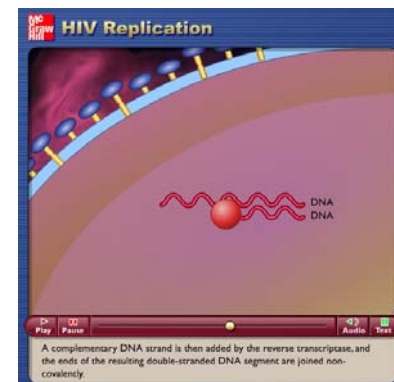 Mc
Graw
Hill
HIV Replication
DNA
DNA
Play
Pause
Audio
Text
A complementary DNA strand is then added by the reverse transcriptase, and
the ends of the resulting double-stranded DNA segment are joined non-
covalently.